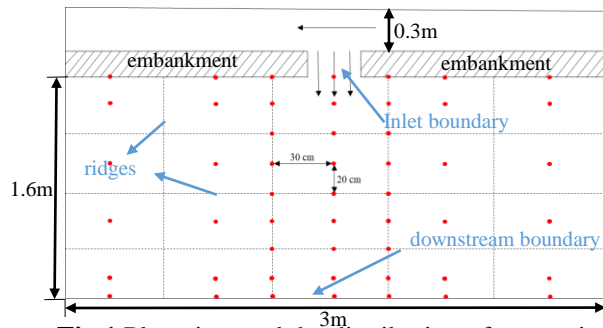 0.3m
embankment
embankment
Inlet boundary
30 cm
ridges
20 cm
1.6m
downstream boundary
3m